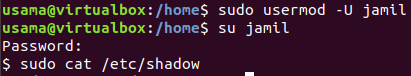 usama@virtualbox:/home$ sudo usermod -U jamil
usama@virtualbox:/home$ su jamil
Password:
$ sudo cat /etc/shadow